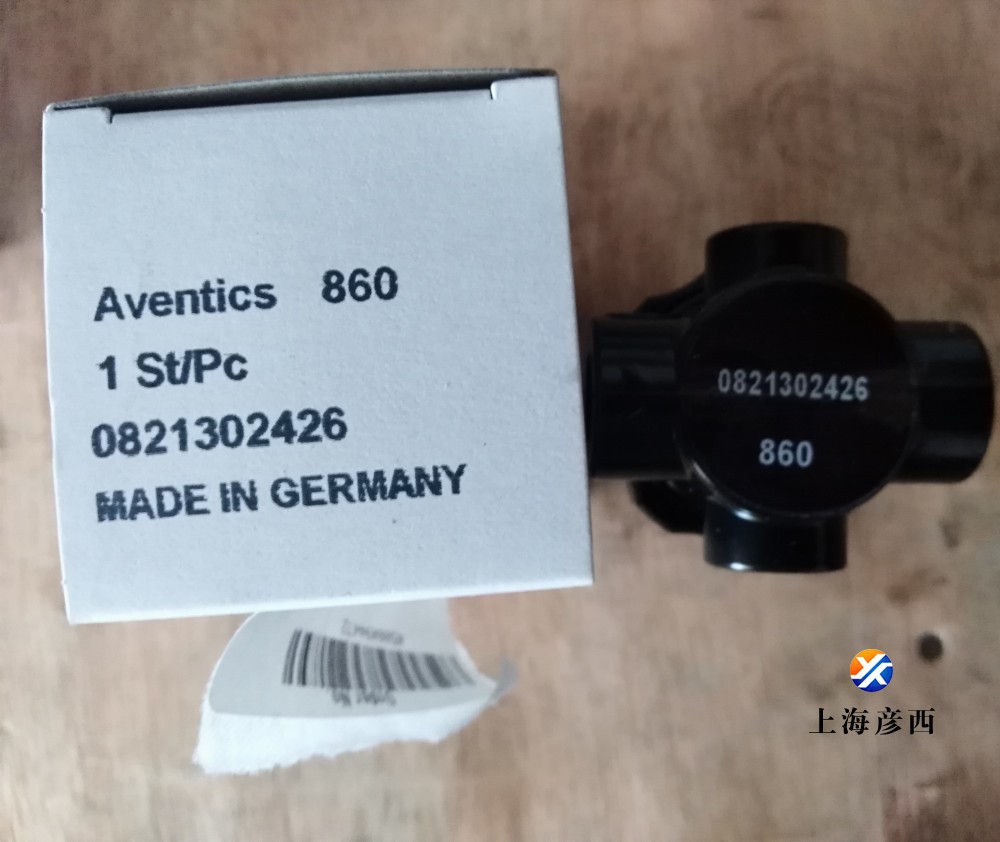 Aventics 860
1 St/Pc
0821302426
MADE IN GERMANY
0821302426
860
上海彦西